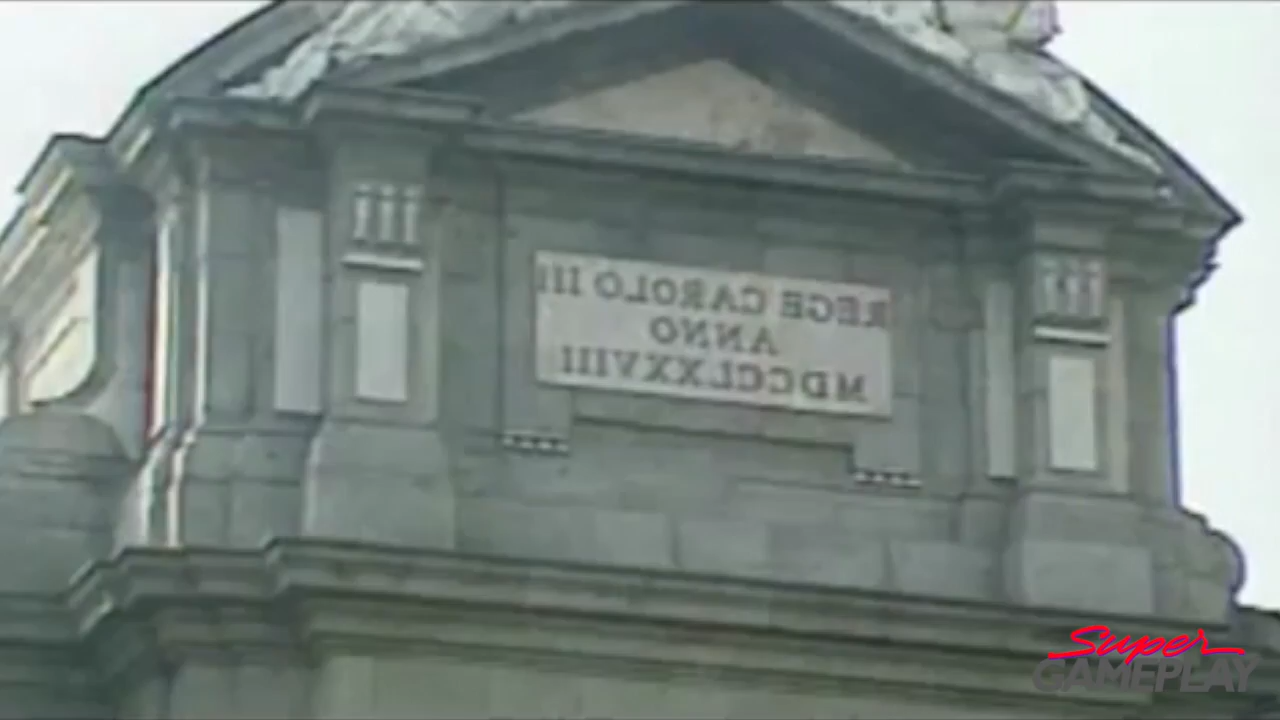 REGE CAROLO III
ANNO
MDCCLXXVIII
Super
GAMEPLAY